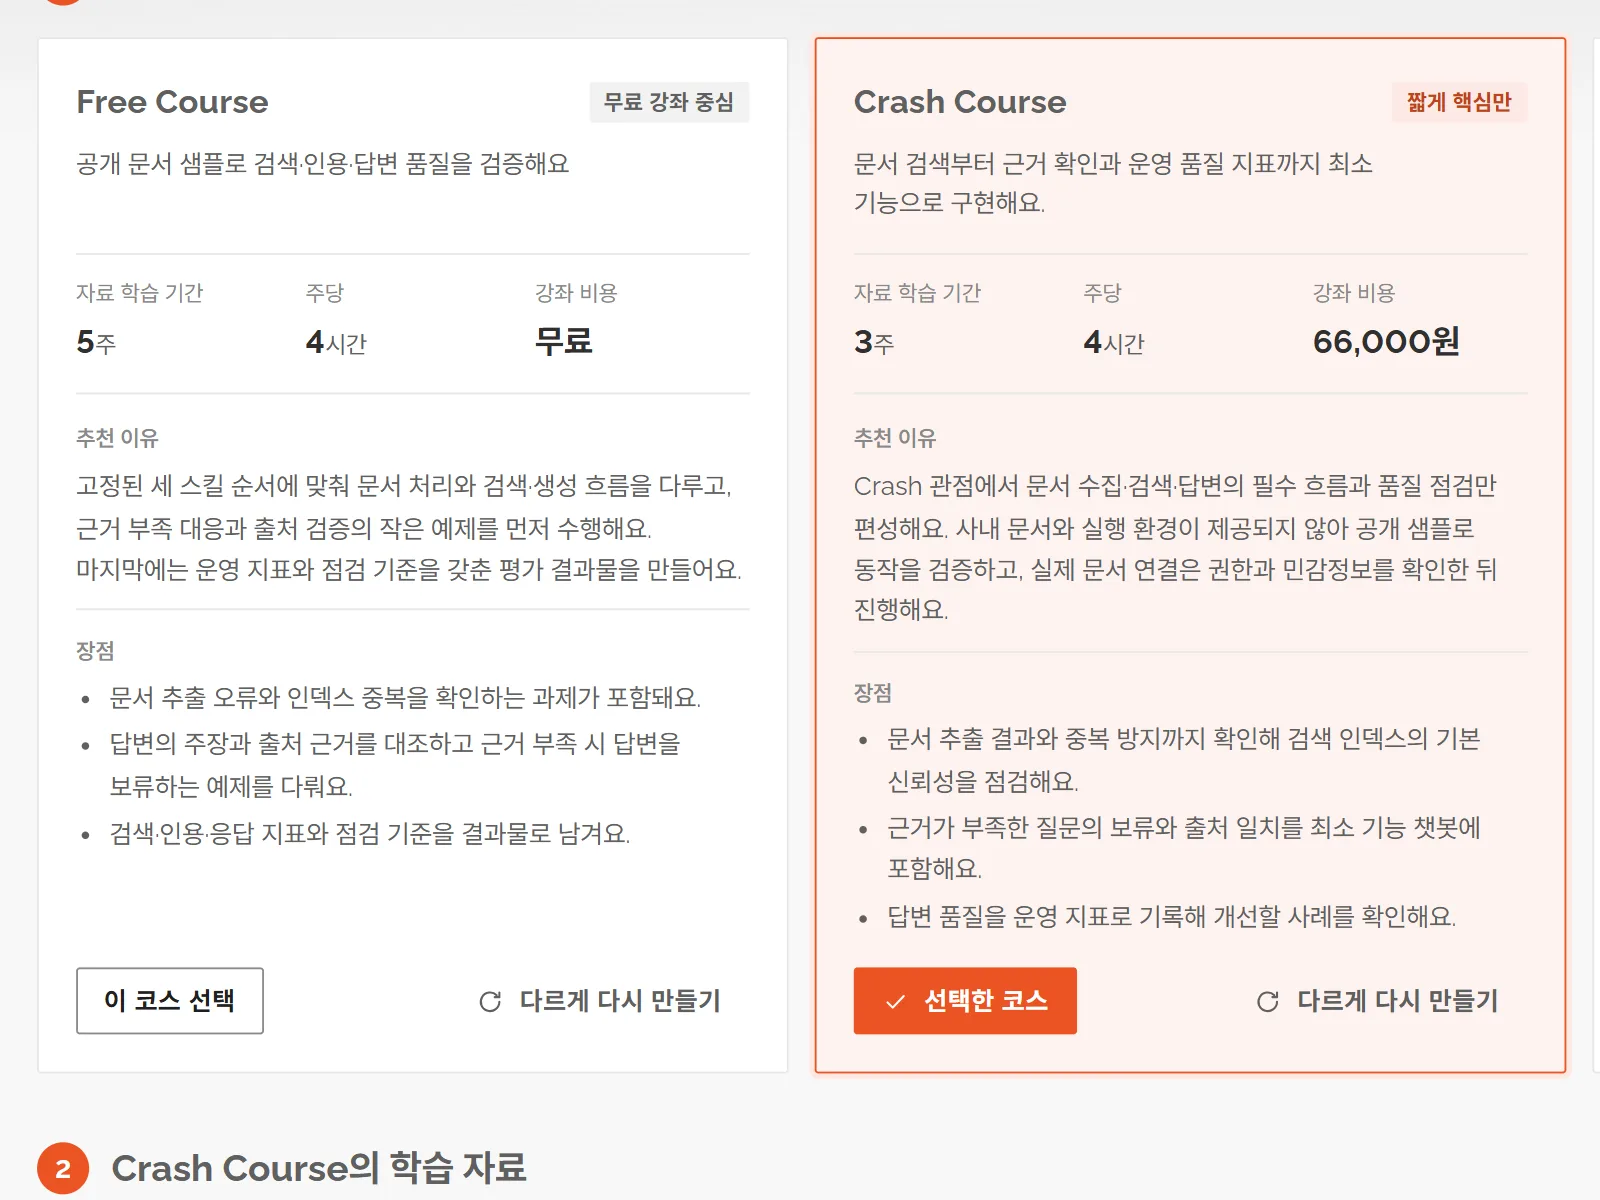 Free Course
무료 강좌 중심
공개 문서 샘플로 검색·인용·답변 품질을 검증해요
자료 학습 기간
주당
강좌 비용
5주
4시간
무료
추천 이유
고정된 세 스킬 순서에 맞춰 문서 처리와 검색·생성 흐름을 다루고,
근거 부족 대응과 출처 검증의 작은 예제를 먼저 수행해요.
마지막에는 운영 지표와 점검 기준을 갖춘 평가 결과물을 만들어요.
장점
• 문서 추출 오류와 인덱스 중복을 확인하는 과제가 포함돼요.
• 답변의 주장과 출처 근거를 대조하고 근거 부족 시 답변을
보류하는 예제를 다뤄요.
• 검색·인용·응답 지표와 점검 기준을 결과물로 남겨요.
이 코스 선택
다르게 다시 만들기
Crash Course
짧게 핵심만
문서 검색부터 근거 확인과 운영 품질 지표까지 최소
기능으로 구현해요.
자료 학습 기간
주당
강좌 비용
3주
4시간
66,000원
추천 이유
Crash 관점에서 문서 수집·검색·답변의 필수 흐름과 품질 점검만
편성해요. 사내 문서와 실행 환경이 제공되지 않아 공개 샘플로
동작을 검증하고, 실제 문서 연결은 권한과 민감정보를 확인한 뒤
진행해요.
장점
• 문서 추출 결과와 중복 방지까지 확인해 검색 인덱스의 기본
신뢰성을 점검해요.
• 근거가 부족한 질문의 보류와 출처 일치를 최소 기능 챗봇에
포함해요.
• 답변 품질을 운영 지표로 기록해 개선할 사례를 확인해요.
선택한 코스
다르게 다시 만들기
2
Crash Course의 학습 자료